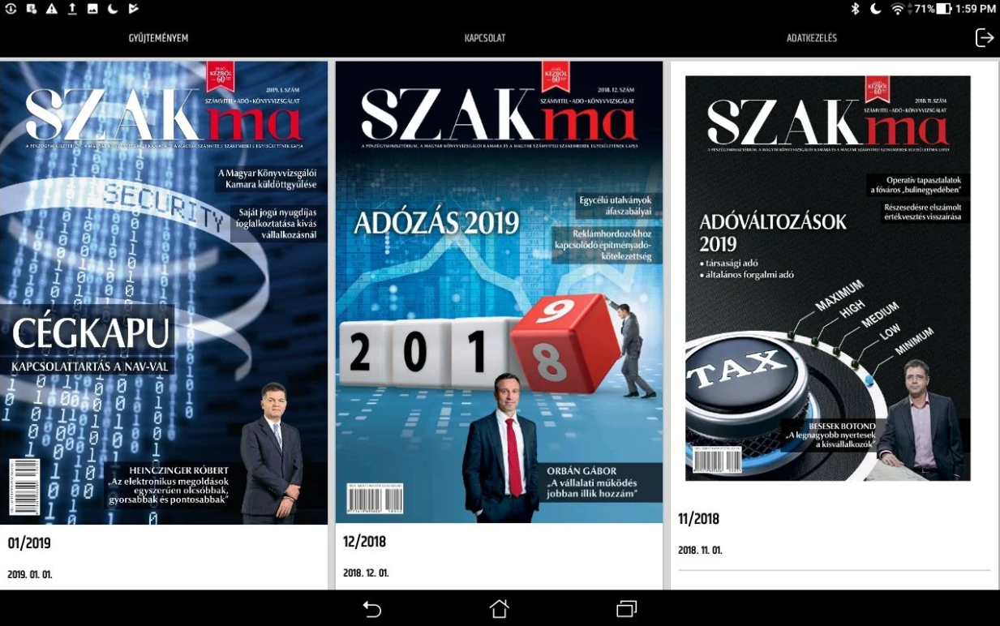 71% 1:59 PM
GYŰJTEMÉNYEM
KAPCSOLAT
ADATKEZELÉS
ELSŐ
KÉZBŐL
60
2019. 1. SZÁM
SZÁMVITEL • ADÓ • KÖNYVVIZSGÁLAT
SZAKma
A PÉNZÜGYMINISZTÉRIUM, A MAGYAR KÖNYVVIZSGÁLÓI KAMARA ÉS A MAGYAR SZÁMVITELI SZAKEMBEREK EGYESÜLETÉNEK LAPJA
A Magyar Könyvvizsgálói
Kamara küldöttgyűlése
SECURITY
Saját jogú nyugdíjas
foglalkoztatása kivás
vállalkozásnál
CÉGKAPU
KAPCSOLATTARTÁS A NAV-VAL
HEINCZINGER RÓBERT
„Az elektronikus megoldások
egyszerűen olcsóbbak,
gyorsabbak és pontosabbak”
01/2019
2019. 01. 01.
ELSŐ
KÉZBŐL
60
2018. 12. SZÁM
SZÁMVITEL • ADÓ • KÖNYVVIZSGÁLAT
SZAKma
A PÉNZÜGYMINISZTÉRIUM, A MAGYAR KÖNYVVIZSGÁLÓI KAMARA ÉS A MAGYAR SZÁMVITELI SZAKEMBEREK EGYESÜLETÉNEK LAPJA
Egycélú utalványok
áfaszabályai
ADÓZÁS 2019
Reklámhordozókhoz
kapcsolódó építményadó-
kötelezettség
2 0 1 9 8
ORBÁN GÁBOR
„A vállalati működés
jobban illik hozzám”
12/2018
2018. 12. 01.
ELSŐ
KÉZBŐL
60
2018. 11. SZÁM
SZÁMVITEL • ADÓ • KÖNYVVIZSGÁLAT
SZAKma
A PÉNZÜGYMINISZTÉRIUM, A MAGYAR KÖNYVVIZSGÁLÓI KAMARA ÉS A MAGYAR SZÁMVITELI SZAKEMBEREK EGYESÜLETÉNEK LAPJA
Operatív tapasztalatok
a főváros „bulinegyedében”
Részesedésre elszámolt
értékvesztés visszaírása
ADÓVÁLTOZÁSOK
2019
• társasági adó
• általános forgalmi adó
MAXIMUM
HIGH
MEDIUM
LOW
MINIMUM
TAX
BESESEK BOTOND
„A legnagyobb nyertesek
a kisvállalkozók”
11/2018
2018. 11. 01.